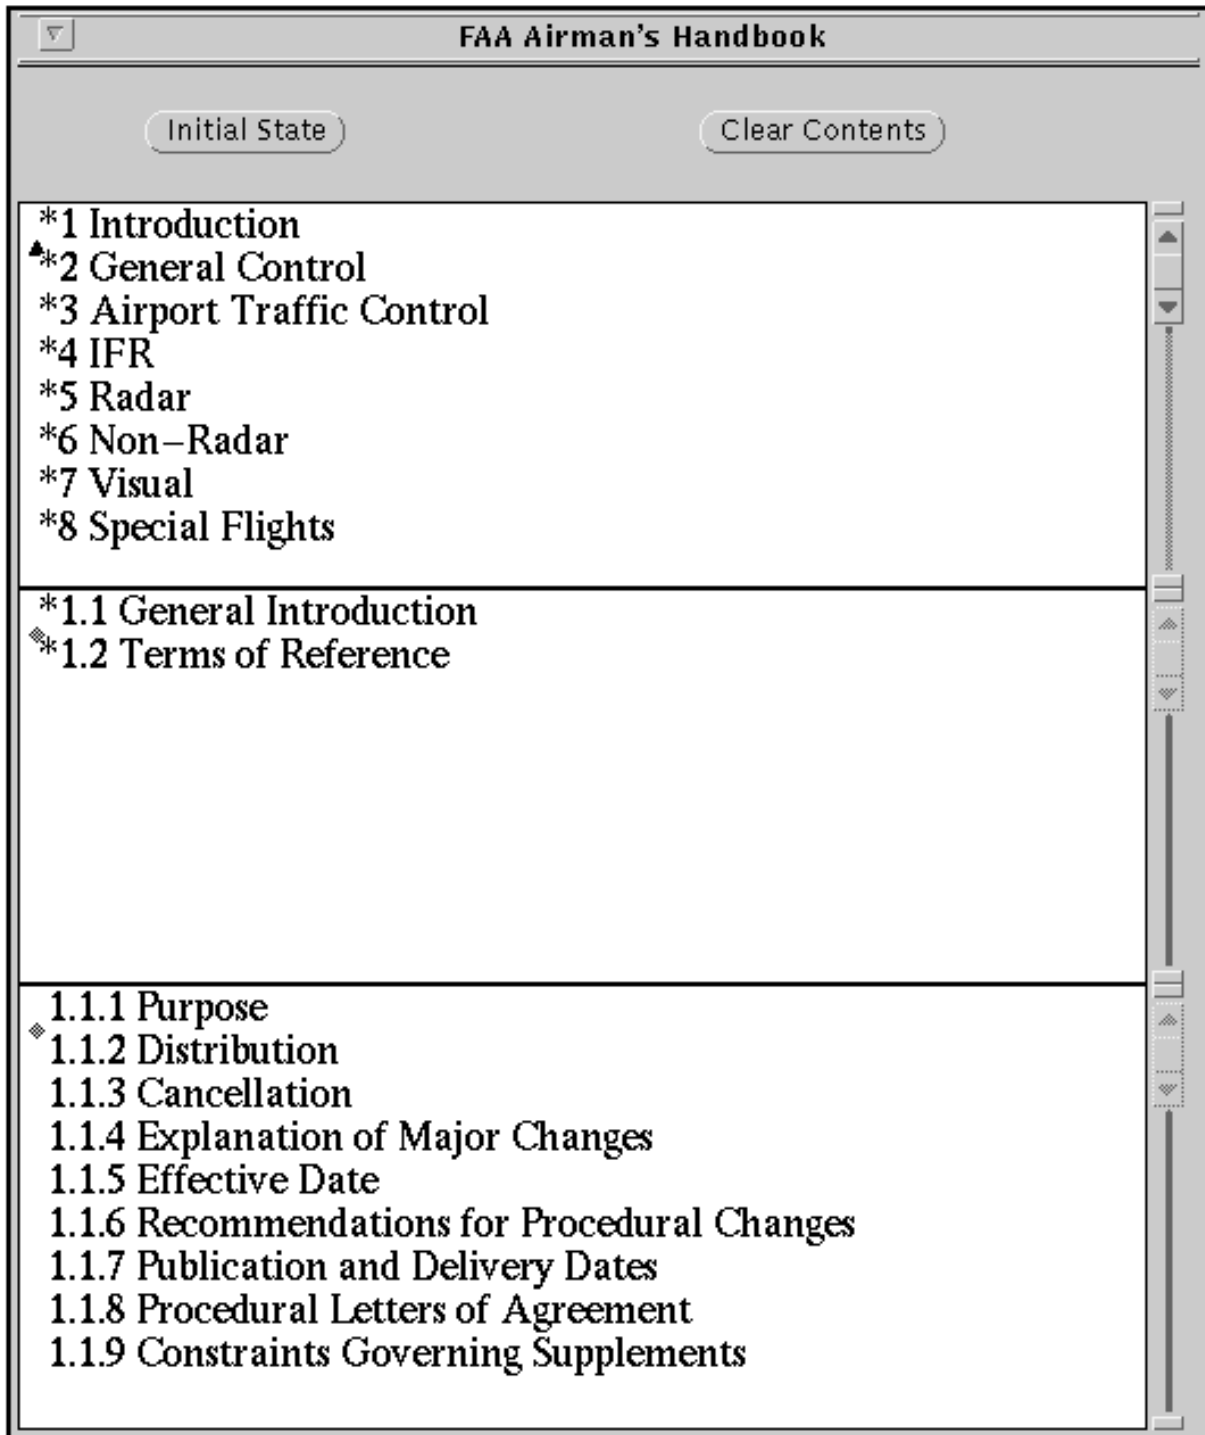 FAA Airman's Handbook
Initial State Clear Contents
*1 Introduction
*2 General Control
*3 Airport Traffic Control
*4 IFR
*5 Radar
*6 Non-Radar
*7 Visual
*8 Special Flights
*1.1 General Introduction
*1.2 Terms of Reference
1.1.1 Purpose
1.1.2 Distribution
1.1.3 Cancellation
1.1.4 Explanation of Major Changes
1.1.5 Effective Date
1.1.6 Recommendations for Procedural Changes
1.1.7 Publication and Delivery Dates
1.1.8 Procedural Letters of Agreement
1.1.9 Constraints Governing Supplements